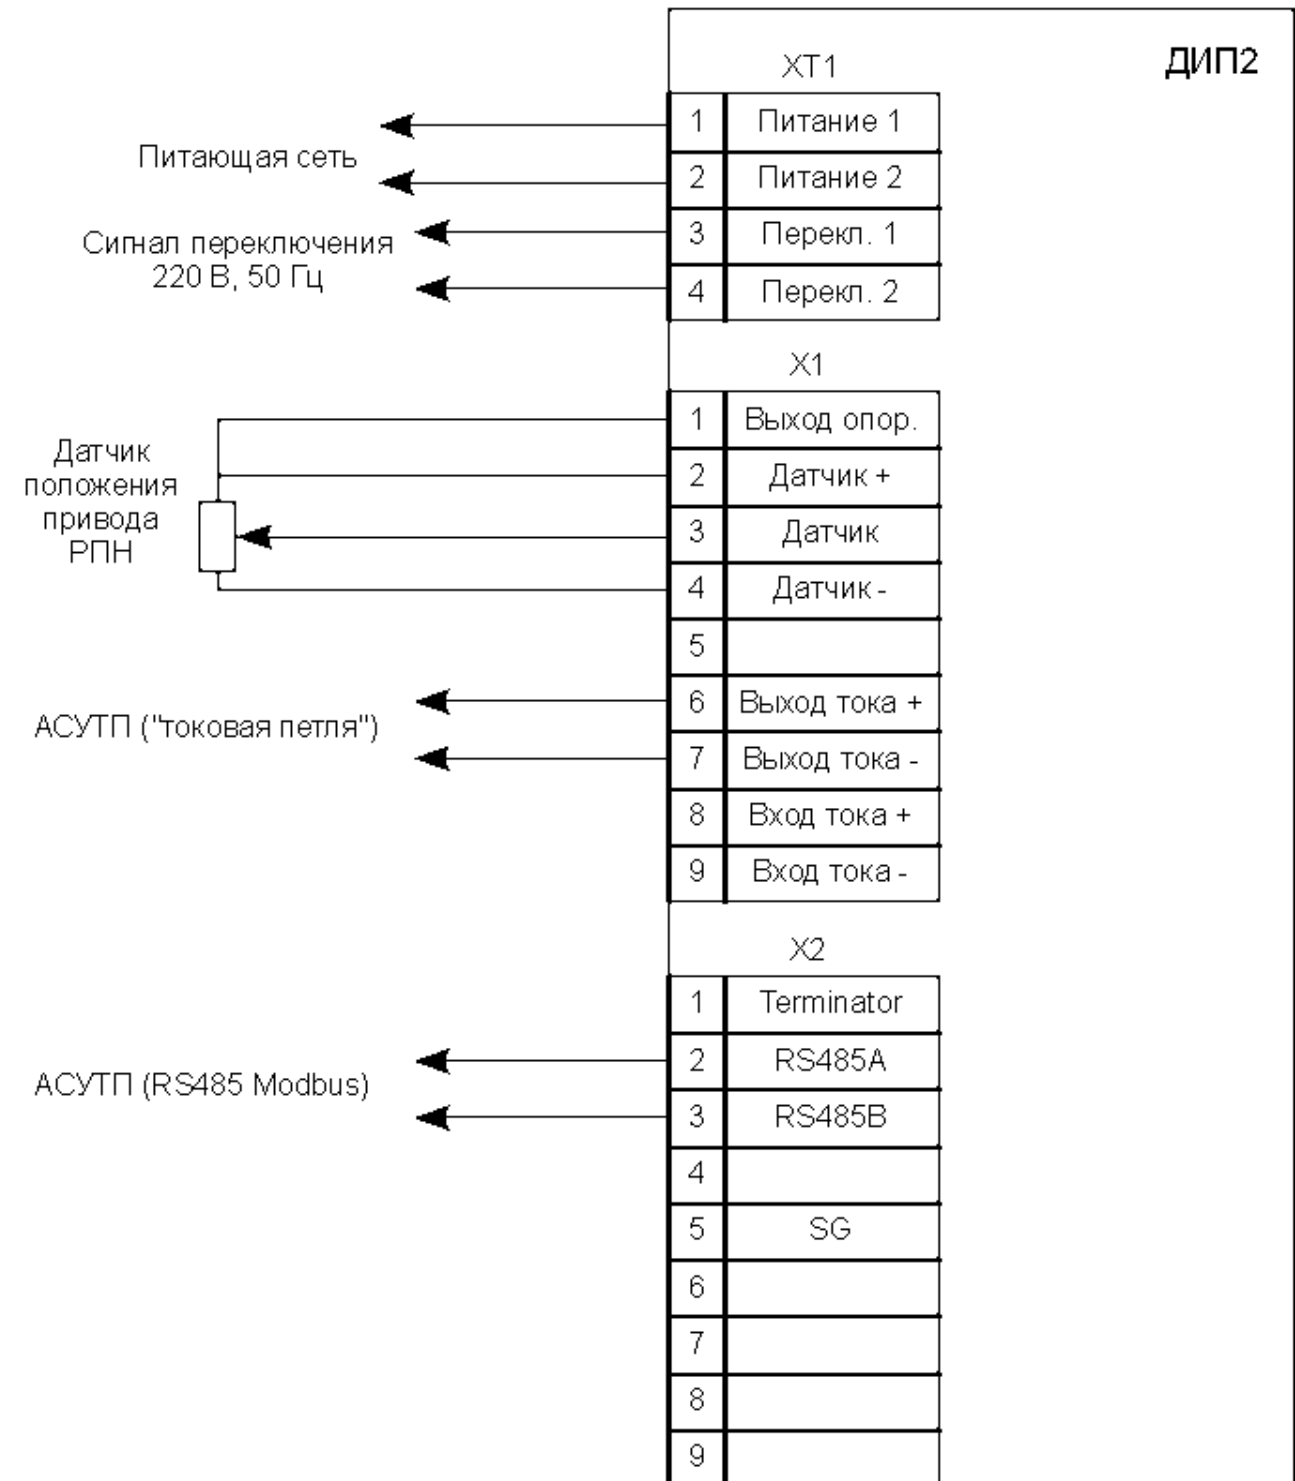 ДИП2
XT1
1 Питание 1
2 Питание 2
3 Перекл. 1
4 Перекл. 2
Питающая сеть
Сигнал переключения
220 В, 50 Гц
X1
1 Выход опор.
2 Датчик +
3 Датчик
4 Датчик -
5
6 Выход тока +
7 Выход тока -
8 Вход тока +
9 Вход тока -
Датчик
положения
привода
РПН
АСУТП ("токовая петля")
X2
1 Terminator
2 RS485A
3 RS485B
4
5 SG
6
7
8
9
АСУТП (RS485 Modbus)